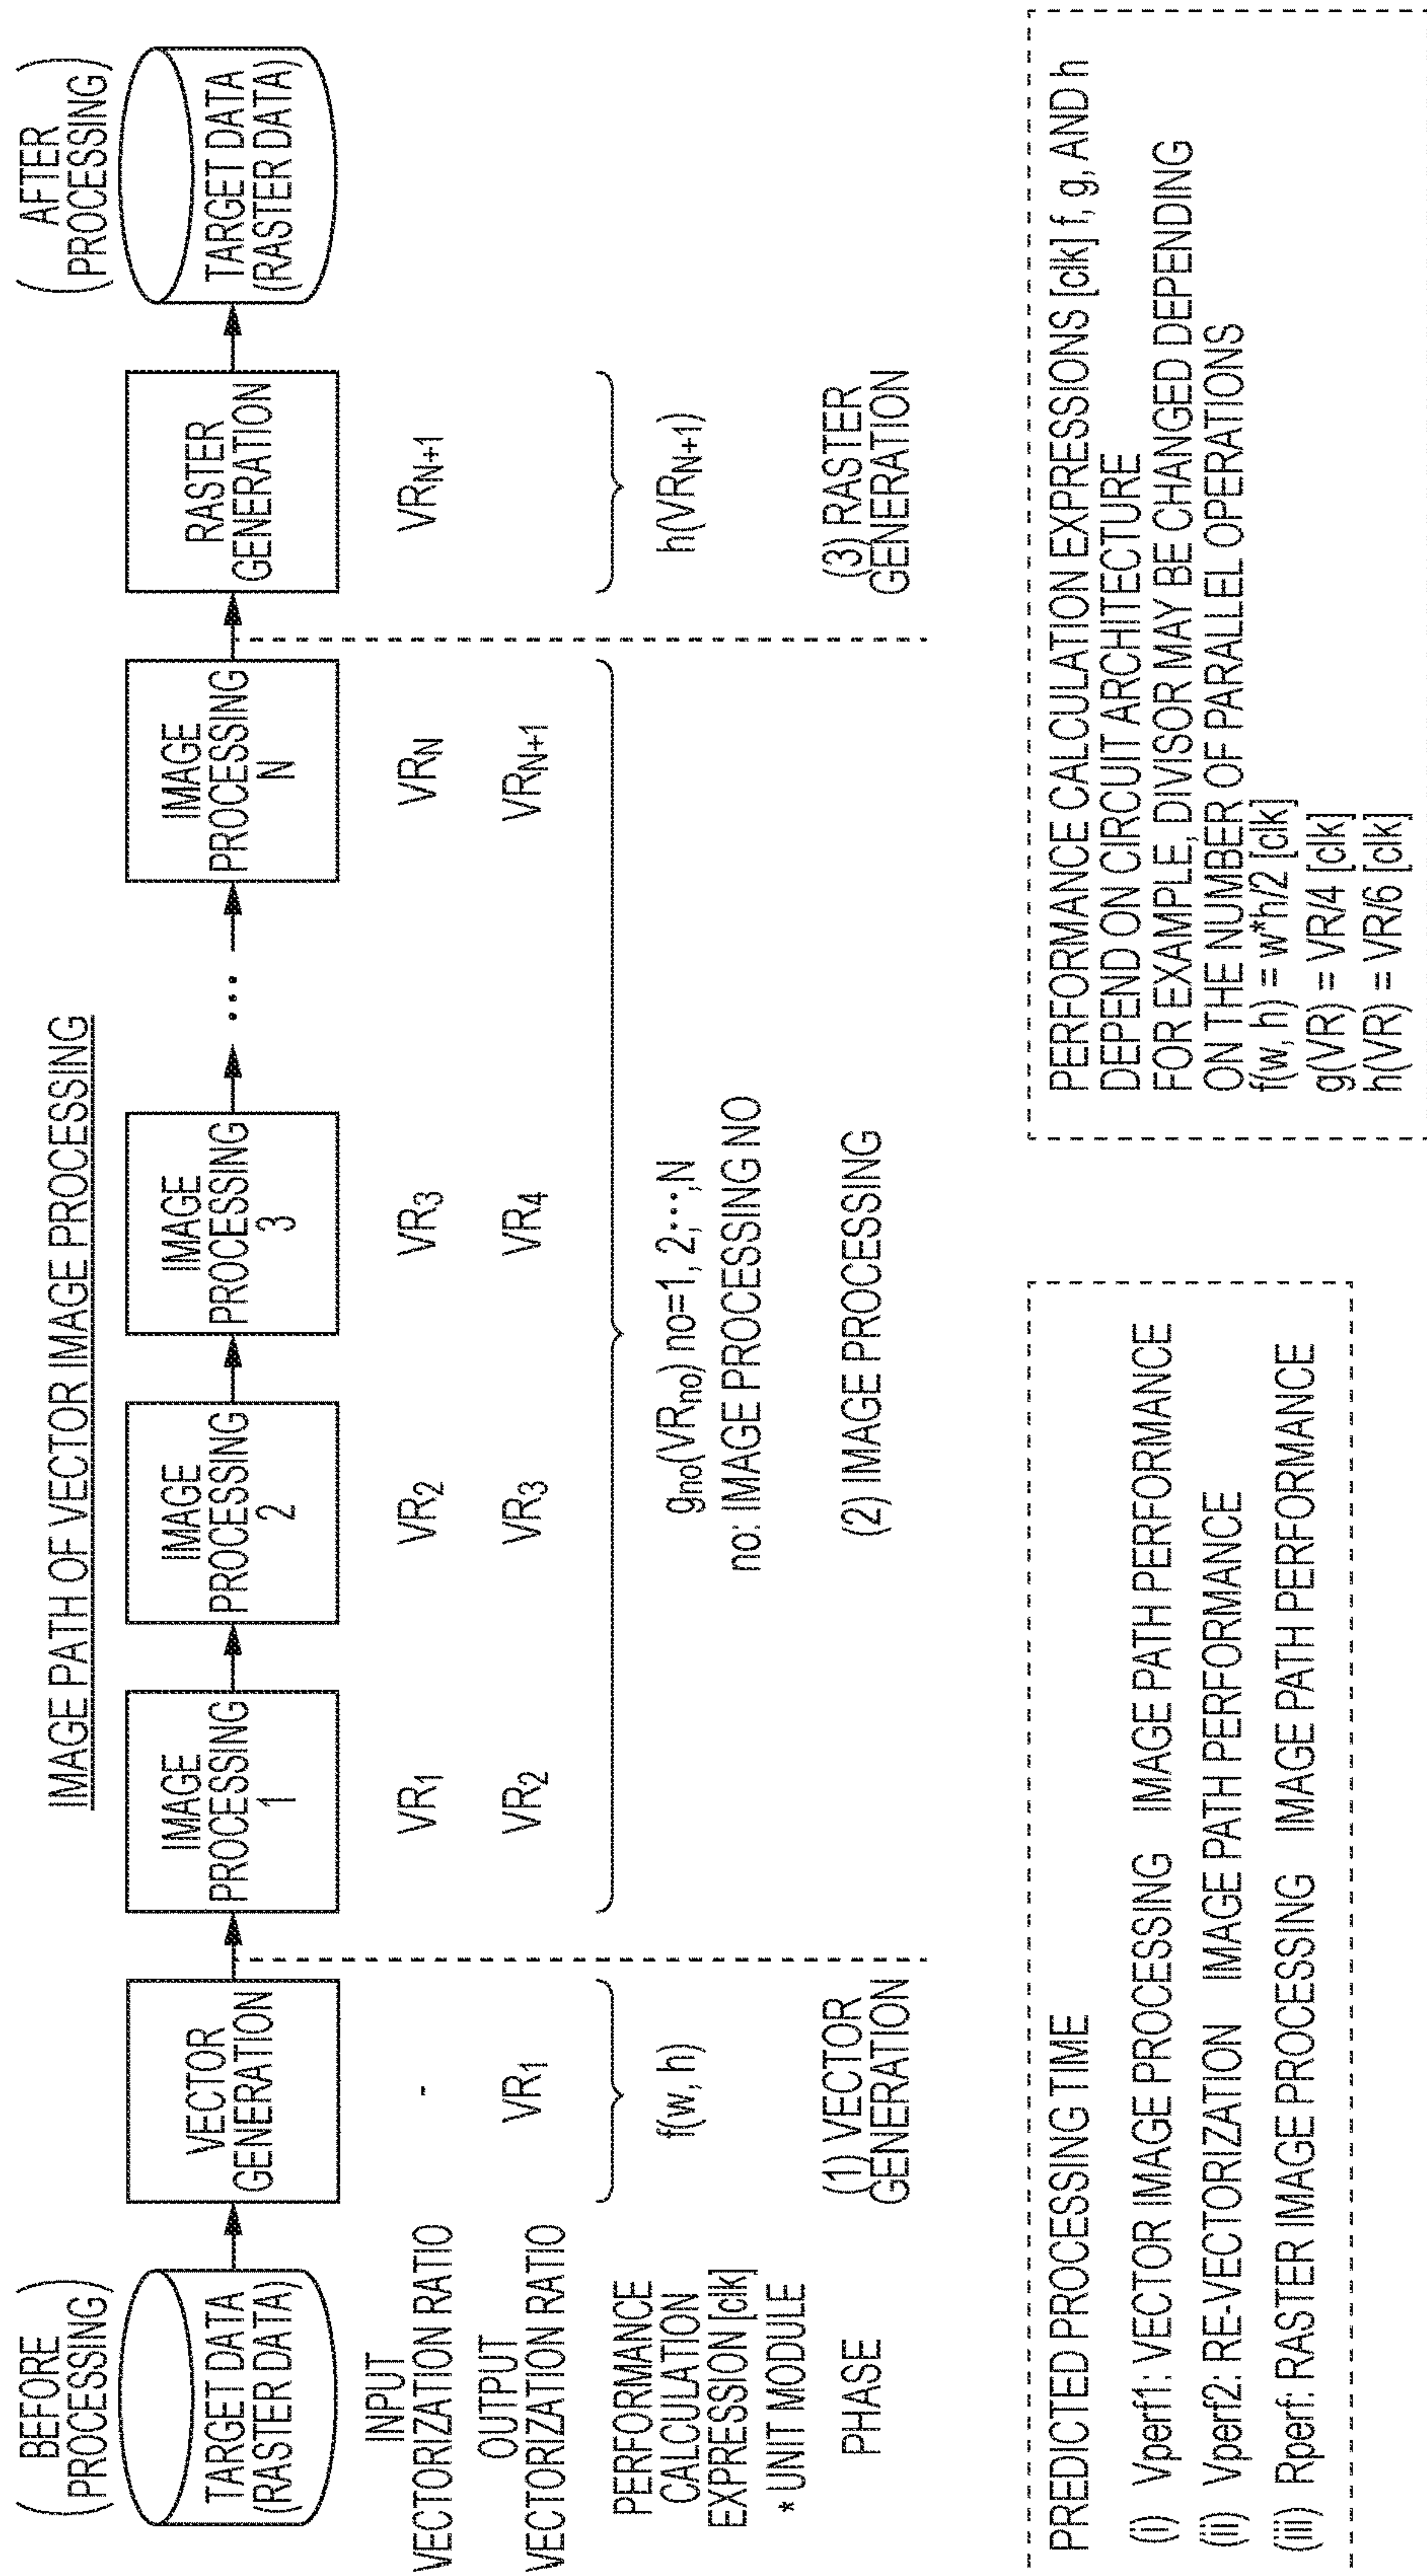 IMAGE PATH OF VECTOR IMAGE PROCESSING
(BEFORE
PROCESSING)
TARGET DATA
(RASTER DATA)
VECTOR
GENERATION
IMAGE
PROCESSING
1
IMAGE
PROCESSING
2
IMAGE
PROCESSING
3
...
IMAGE
PROCESSING
N
RASTER
GENERATION
(AFTER
PROCESSING)
TARGET DATA
(RASTER DATA)
INPUT
VECTORIZATION RATIO
-
VR1
VR2
VR3
VRN
VRN+1
OUTPUT
VECTORIZATION RATIO
VR1
VR2
VR3
VR4
VRN+1
PERFORMANCE
CALCULATION
EXPRESSION [clk]
* UNIT MODULE
f(w, h)
gno(VRno) no=1, 2,···,N
no: IMAGE PROCESSING NO
h(VRN+1)
PHASE
(1) VECTOR
GENERATION
(2) IMAGE PROCESSING
(3) RASTER
GENERATION
PREDICTED PROCESSING TIME
(i) Vperf1: VECTOR IMAGE PROCESSING IMAGE PATH PERFORMANCE
(ii) Vperf2: RE-VECTORIZATION IMAGE PATH PERFORMANCE
(iii) Rperf: RASTER IMAGE PROCESSING IMAGE PATH PERFORMANCE
PERFORMANCE CALCULATION EXPRESSIONS [clk] f, g, AND h
DEPEND ON CIRCUIT ARCHITECTURE
FOR EXAMPLE, DIVISOR MAY BE CHANGED DEPENDING
ON THE NUMBER OF PARALLEL OPERATIONS
f(w, h) = w*h/2 [clk]
g(VR) = VR/4 [clk]
h(VR) = VR/6 [clk]